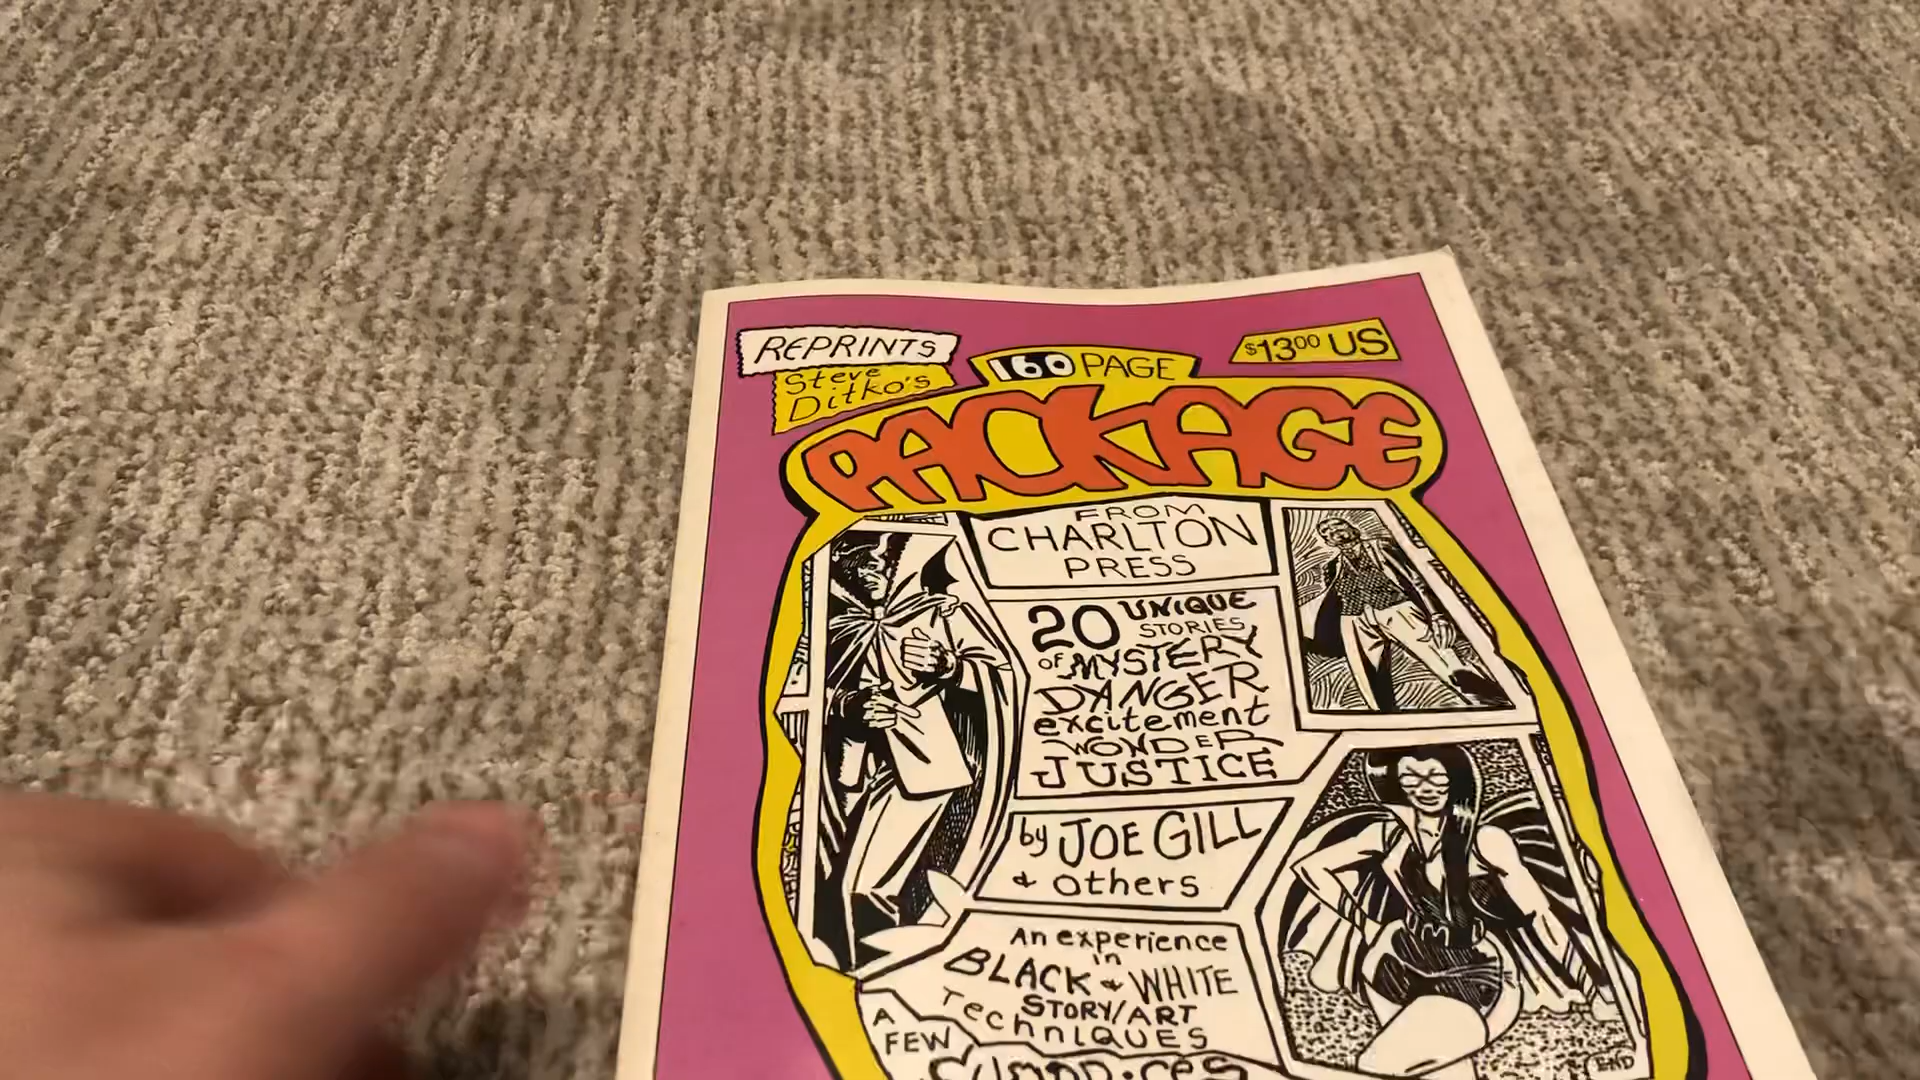 REPRINTS
Steve
Ditko's
160 PAGE
$13.00 US
PACKAGE
FROM
CHARLTON
PRESS
20 UNIQUE
STORIES
OF MYSTERY
DANGER
excitement
WONDER
JUSTICE
by JOE GILL
& others
An experience
in
BLACK & WHITE
STORY/ART
Techniques
A
FEW
END